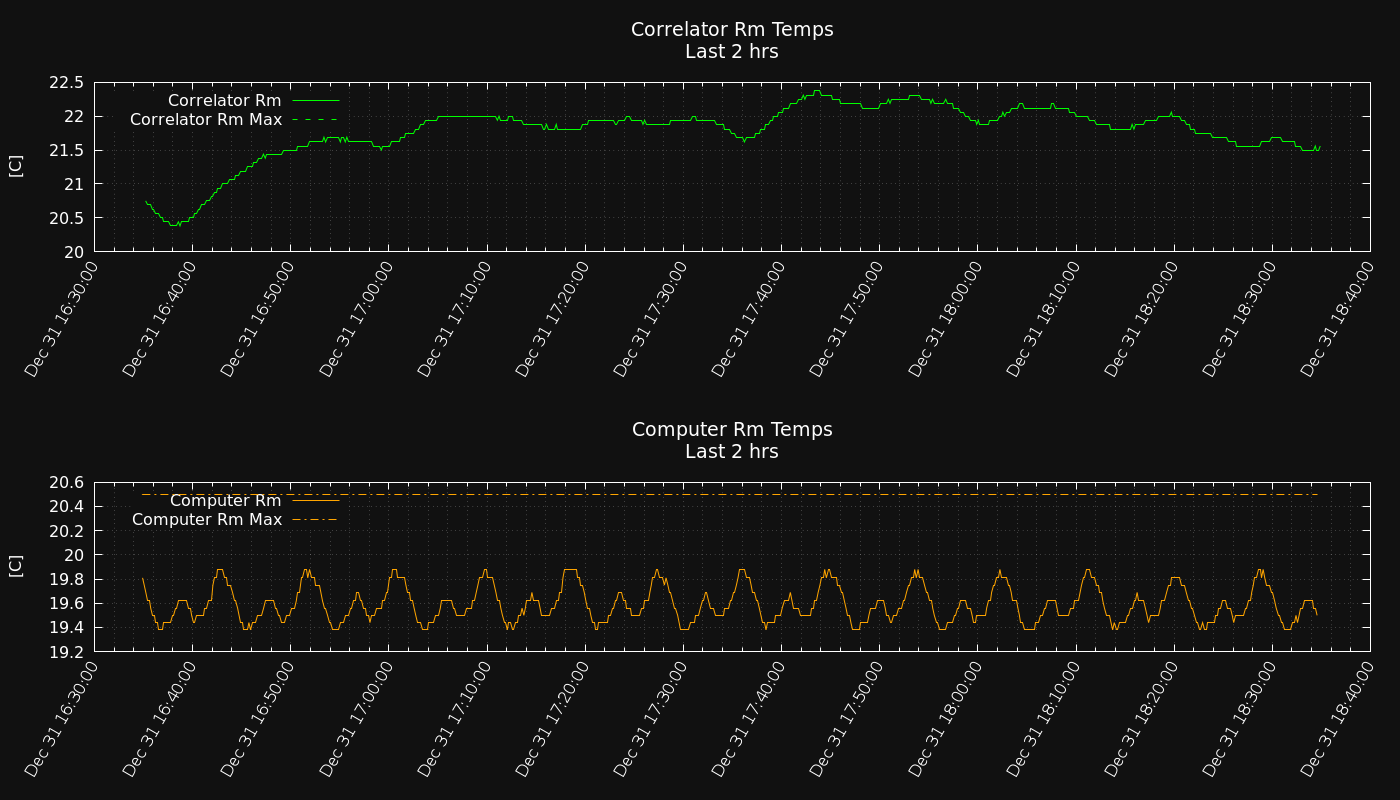 Correlator Rm Temps
Last 2 hrs
22.5
22
21.5
21
20.5
20
[C]
Correlator Rm
Correlator Rm Max
Dec 31 16:30:00
Dec 31 16:40:00
Dec 31 16:50:00
Dec 31 17:00:00
Dec 31 17:10:00
Dec 31 17:20:00
Dec 31 17:30:00
Dec 31 17:40:00
Dec 31 17:50:00
Dec 31 18:00:00
Dec 31 18:10:00
Dec 31 18:20:00
Dec 31 18:30:00
Dec 31 18:40:00
Computer Rm Temps
Last 2 hrs
20.6
20.4
20.2
20
19.8
19.6
19.4
19.2
[C]
Computer Rm
Computer Rm Max
Dec 31 16:30:00
Dec 31 16:40:00
Dec 31 16:50:00
Dec 31 17:00:00
Dec 31 17:10:00
Dec 31 17:20:00
Dec 31 17:30:00
Dec 31 17:40:00
Dec 31 17:50:00
Dec 31 18:00:00
Dec 31 18:10:00
Dec 31 18:20:00
Dec 31 18:30:00
Dec 31 18:40:00